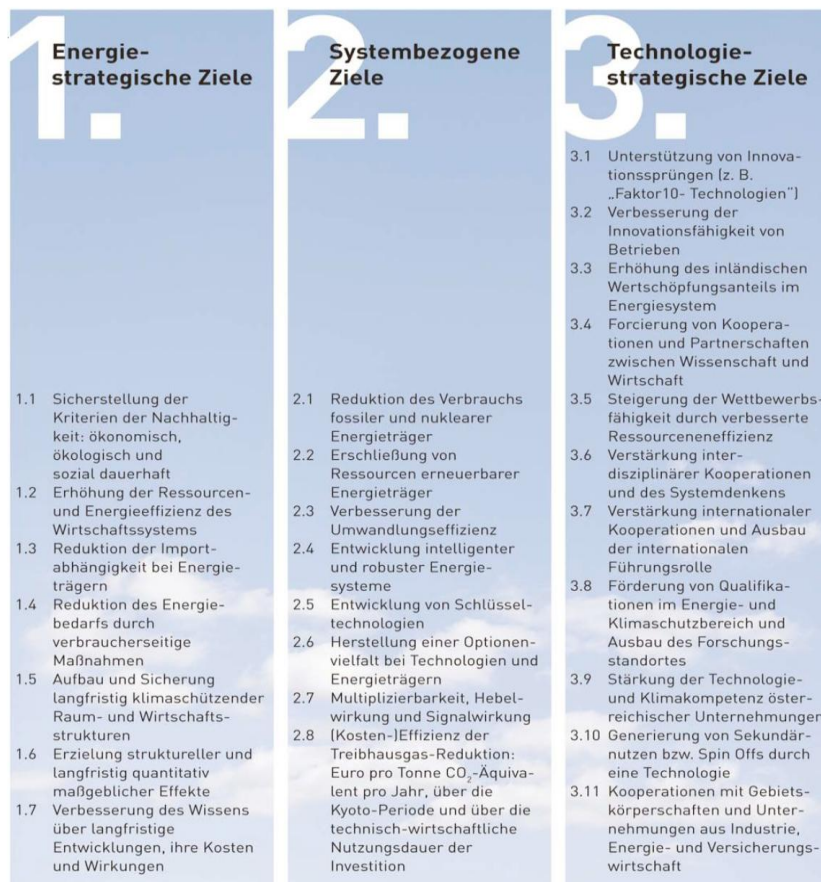 1.
Energie-
strategische Ziele
1.1 Sicherstellung der
Kriterien der Nachhaltig-
keit: ökonomisch,
ökologisch und
sozial dauerhaft
1.2 Erhöhung der Ressourcen-
und Energieeffizienz des
Wirtschaftssystems
1.3 Reduktion der Import-
abhängigkeit bei Energie-
trägern
1.4 Reduktion des Energie-
bedarfs durch
verbraucherseitige
Maßnahmen
1.5 Aufbau und Sicherung
langfristig klimaschützender
Raum- und Wirtschafts-
strukturen
1.6 Erzielung struktureller und
langfristig quantitativ
maßgeblicher Effekte
1.7 Verbesserung des Wissens
über langfristige
Entwicklungen, ihre Kosten
und Wirkungen
2.
Systembezogene
Ziele
2.1 Reduktion des Verbrauchs
fossiler und nuklearer
Energieträger
2.2 Erschließung von
Ressourcen erneuerbarer
Energieträger
2.3 Verbesserung der
Umwandlungseffizienz
2.4 Entwicklung intelligenter
und robuster Energie-
systeme
2.5 Entwicklung von Schlüssel-
technologien
2.6 Herstellung einer Optionen-
vielfalt bei Technologien und
Energieträgern
2.7 Multiplizierbarkeit, Hebel-
wirkung und Signalwirkung
2.8 (Kosten-)Effizienz der
Treibhausgas-Reduktion:
Euro pro Tonne CO₂-Äquiva-
lent pro Jahr, über die
Kyoto-Periode und über die
technisch-wirtschaftliche
Nutzungsdauer der
Investition
3.
Technologie-
strategische Ziele
3.1 Unterstützung von Innova-
tionssprüngen (z. B.
„Faktor10- Technologien")
3.2 Verbesserung der
Innovationsfähigkeit von
Betrieben
3.3 Erhöhung des inländischen
Wertschöpfungsanteils im
Energiesystem
3.4 Forcierung von Koopera-
tionen und Partnerschaften
zwischen Wissenschaft und
Wirtschaft
3.5 Steigerung der Wettbewerbs-
fähigkeit durch verbesserte
Ressourceneneffizienz
3.6 Verstärkung inter-
disziplinärer Kooperationen
und des Systemdenkens
3.7 Verstärkung internationaler
Kooperationen und Ausbau
der internationalen
Führungsrolle
3.8 Förderung von Qualifika-
tionen im Energie- und
Klimaschutzbereich und
Ausbau des Forschungs-
standortes
3.9 Stärkung der Technologie-
und Klimakompetenz öster-
reichischer Unternehmungen
3.10 Generierung von Sekundär-
nutzen bzw. Spin Offs durch
eine Technologie
3.11 Kooperationen mit Gebiets-
körperschaften und Unter-
nehmungen aus Industrie,
Energie- und Versicherungs-
wirtschaft